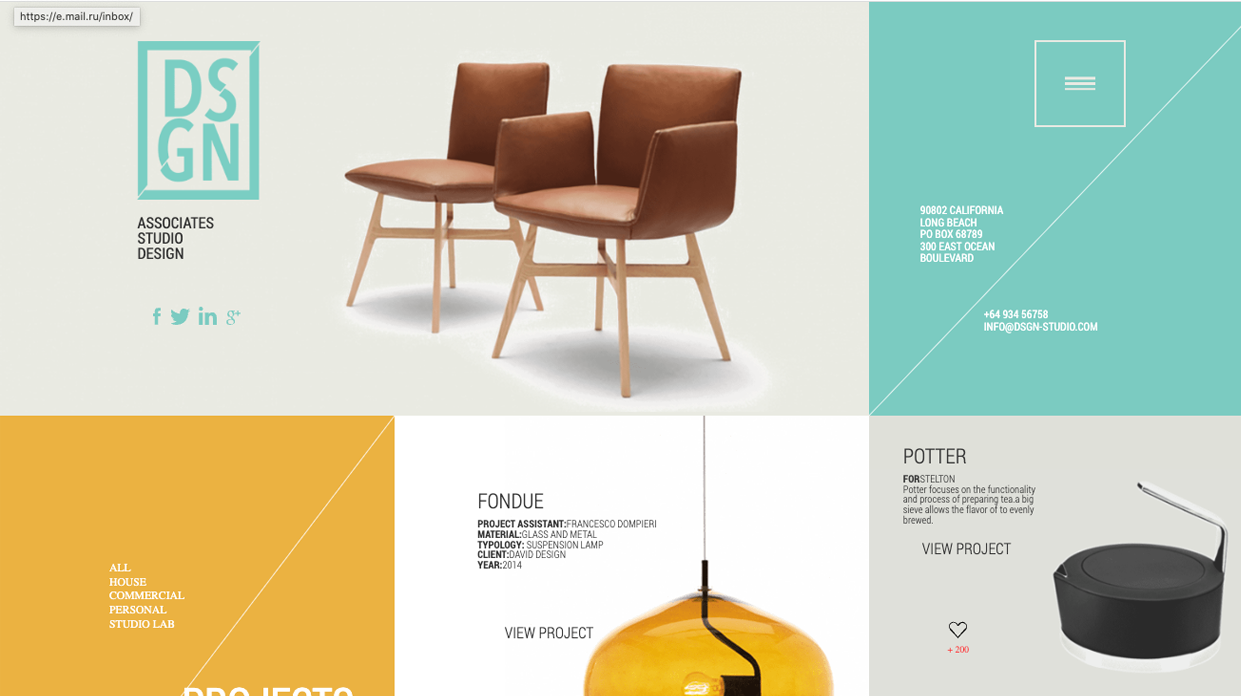 https://e.mail.ru/inbox/
DS
GN
ASSOCIATES
STUDIO
DESIGN
f in g+
90802 CALIFORNIA
LONG BEACH
PO BOX 68789
300 EAST OCEAN
BOULEVARD
+64 934 56758
INFO@DSGN-STUDIO.COM
ALL
HOUSE
COMMERCIAL
PERSONAL
STUDIO LAB
PROJECTS
FONDUE
PROJECT ASSISTANT:FRANCESCO DOMPIERI
MATERIAL:GLASS AND METAL
TYPOLOGY: SUSPENSION LAMP
CLIENT:DAVID DESIGN
YEAR:2014
VIEW PROJECT
POTTER
FORSTELTON
Potter focuses on the functionality
and process of preparing tea.a big
sieve allows the flavor of to evenly
brewed.
VIEW PROJECT
+ 200